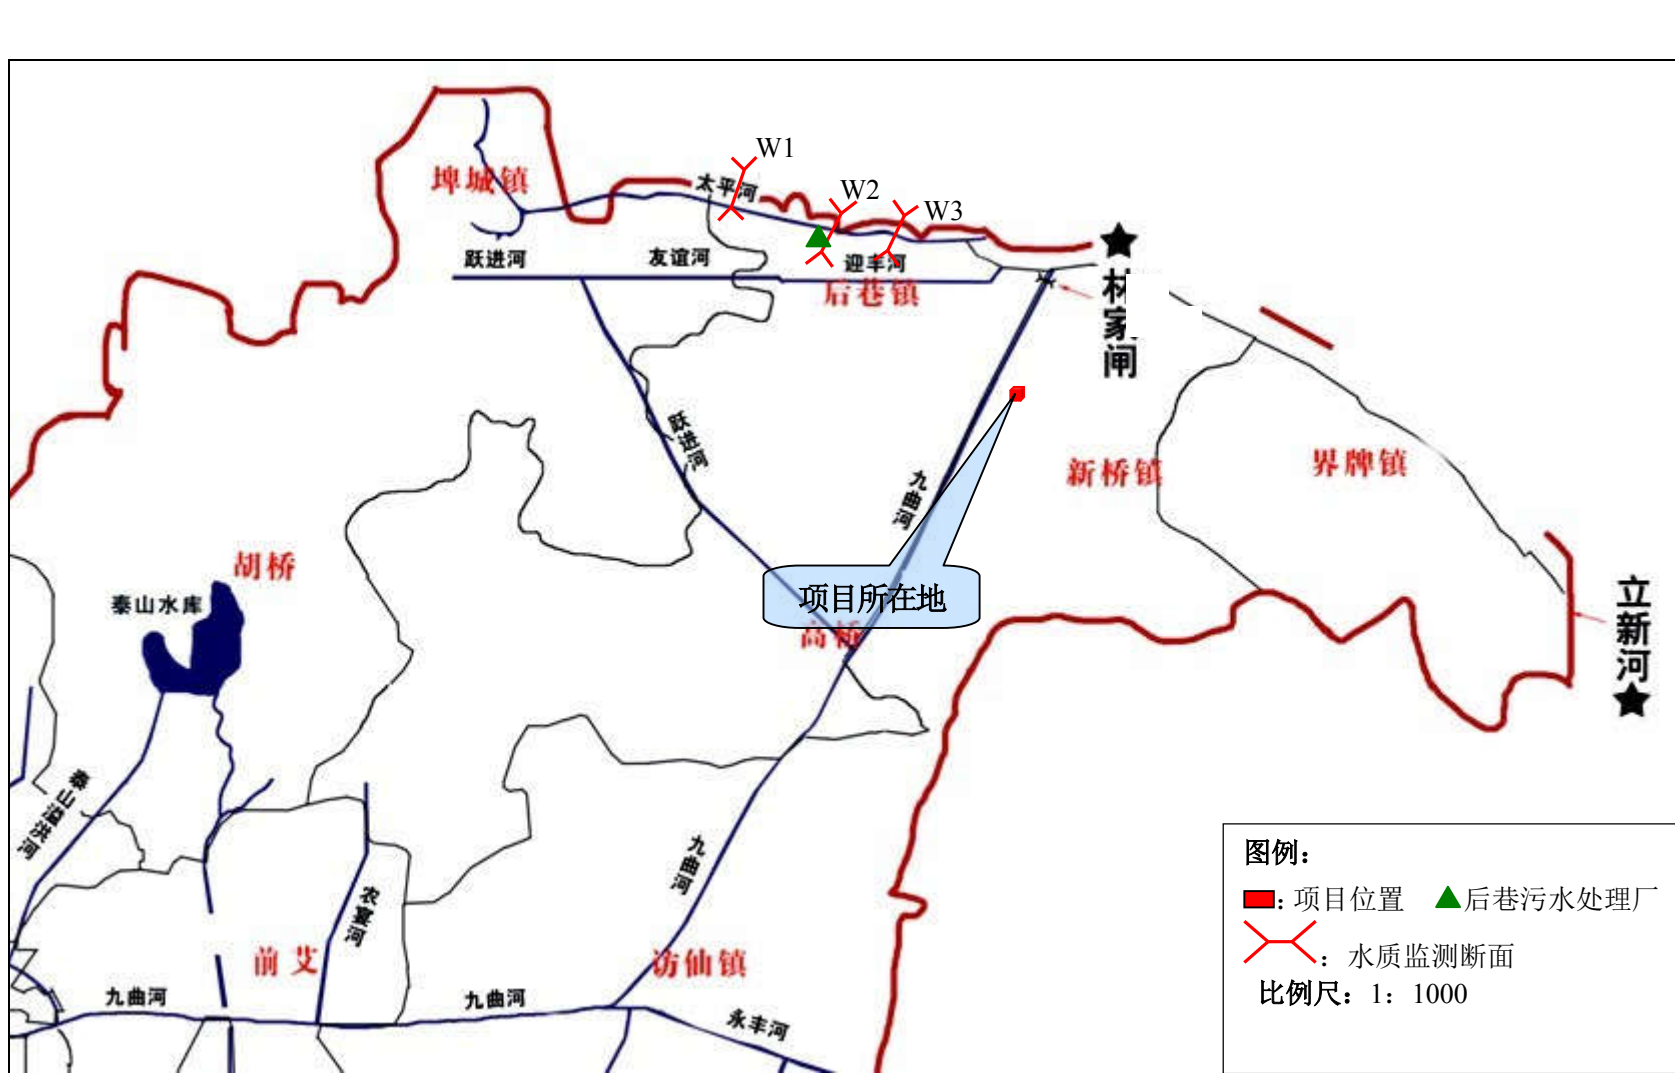 W1
埤城镇
太平河
W2
W3
跃进河
友谊河
迎丰河
后巷镇
林家闸
跃进河
九曲河
新桥镇
界牌镇
胡桥
泰山水库
项目所在地
高桥
立新河
泰山溢洪河
九曲河
农窑河
前艾
访仙镇
九曲河
九曲河
永丰河
图例：
：项目位置 后巷污水处理厂
：水质监测断面
比例尺：1：1000